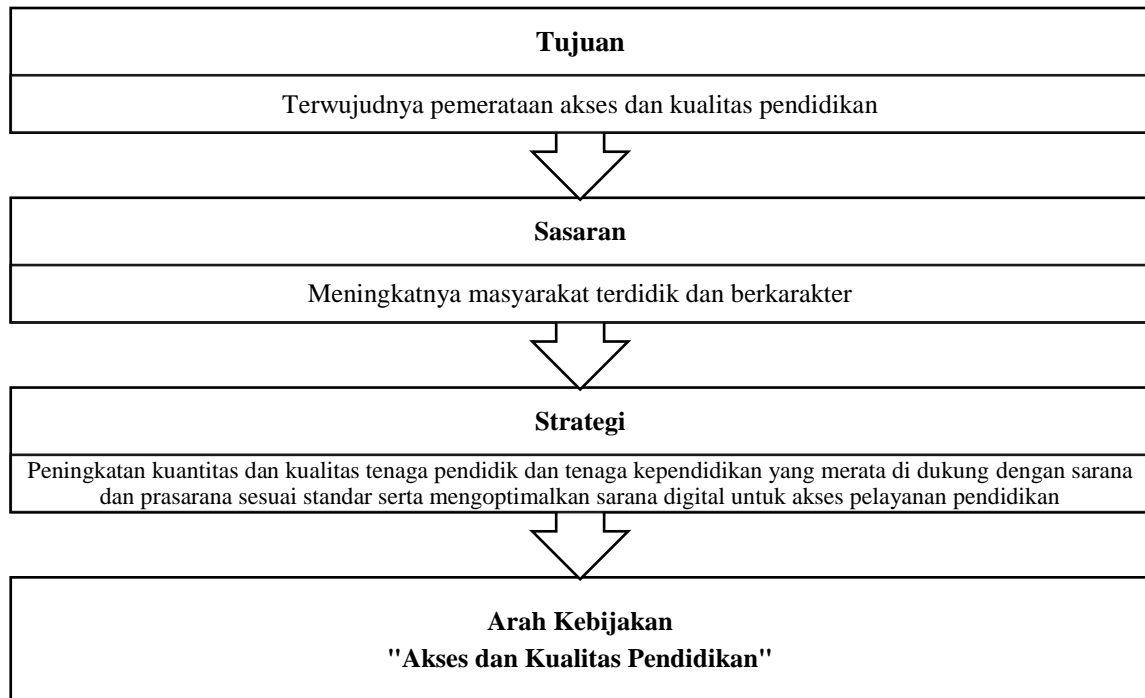 Tujuan
Terwujudnya pemerataan akses dan kualitas pendidikan
Sasaran
Meningkatnya masyarakat terdidik dan berkarakter
Strategi
Peningkatan kuantitas dan kualitas tenaga pendidik dan tenaga kependidikan yang merata di dukung dengan sarana
dan prasarana sesuai standar serta mengoptimalkan sarana digital untuk akses pelayanan pendidikan
Arah Kebijakan
"Akses dan Kualitas Pendidikan"